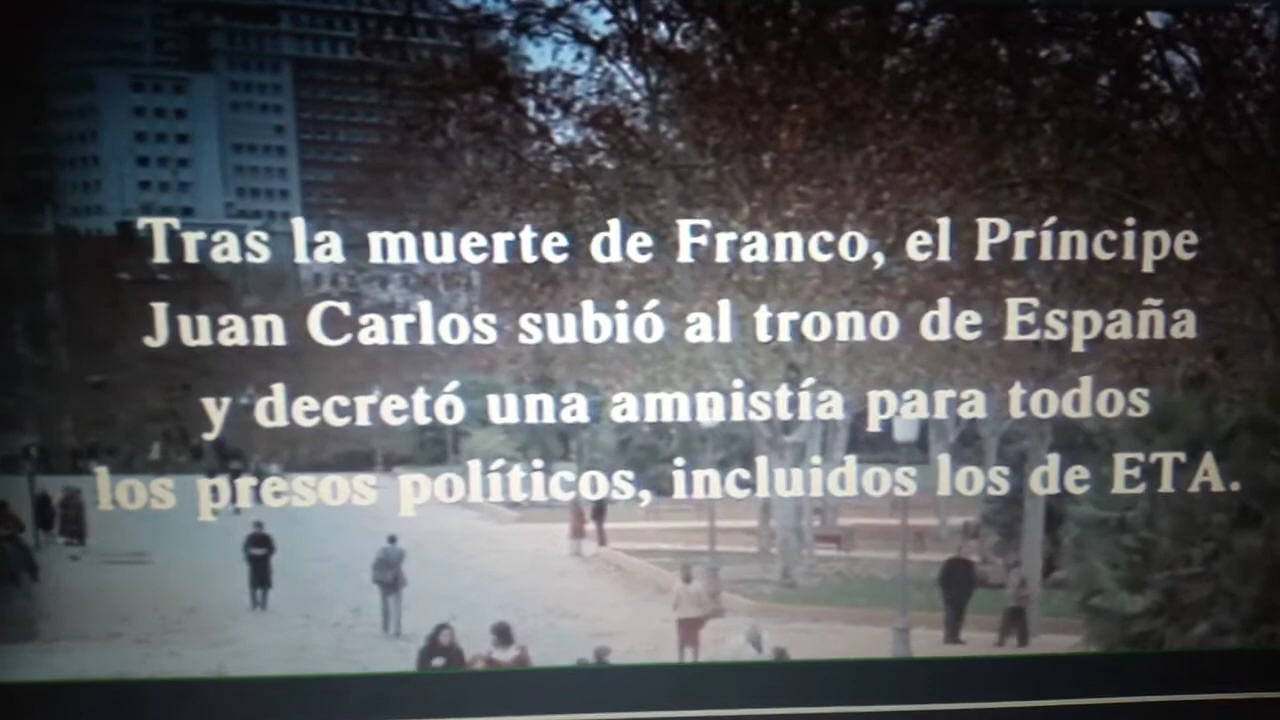 Tras la muerte de Franco, el Príncipe
Juan Carlos subió al trono de España
y decretó una amnistía para todos
los presos políticos, incluidos los de ETA.